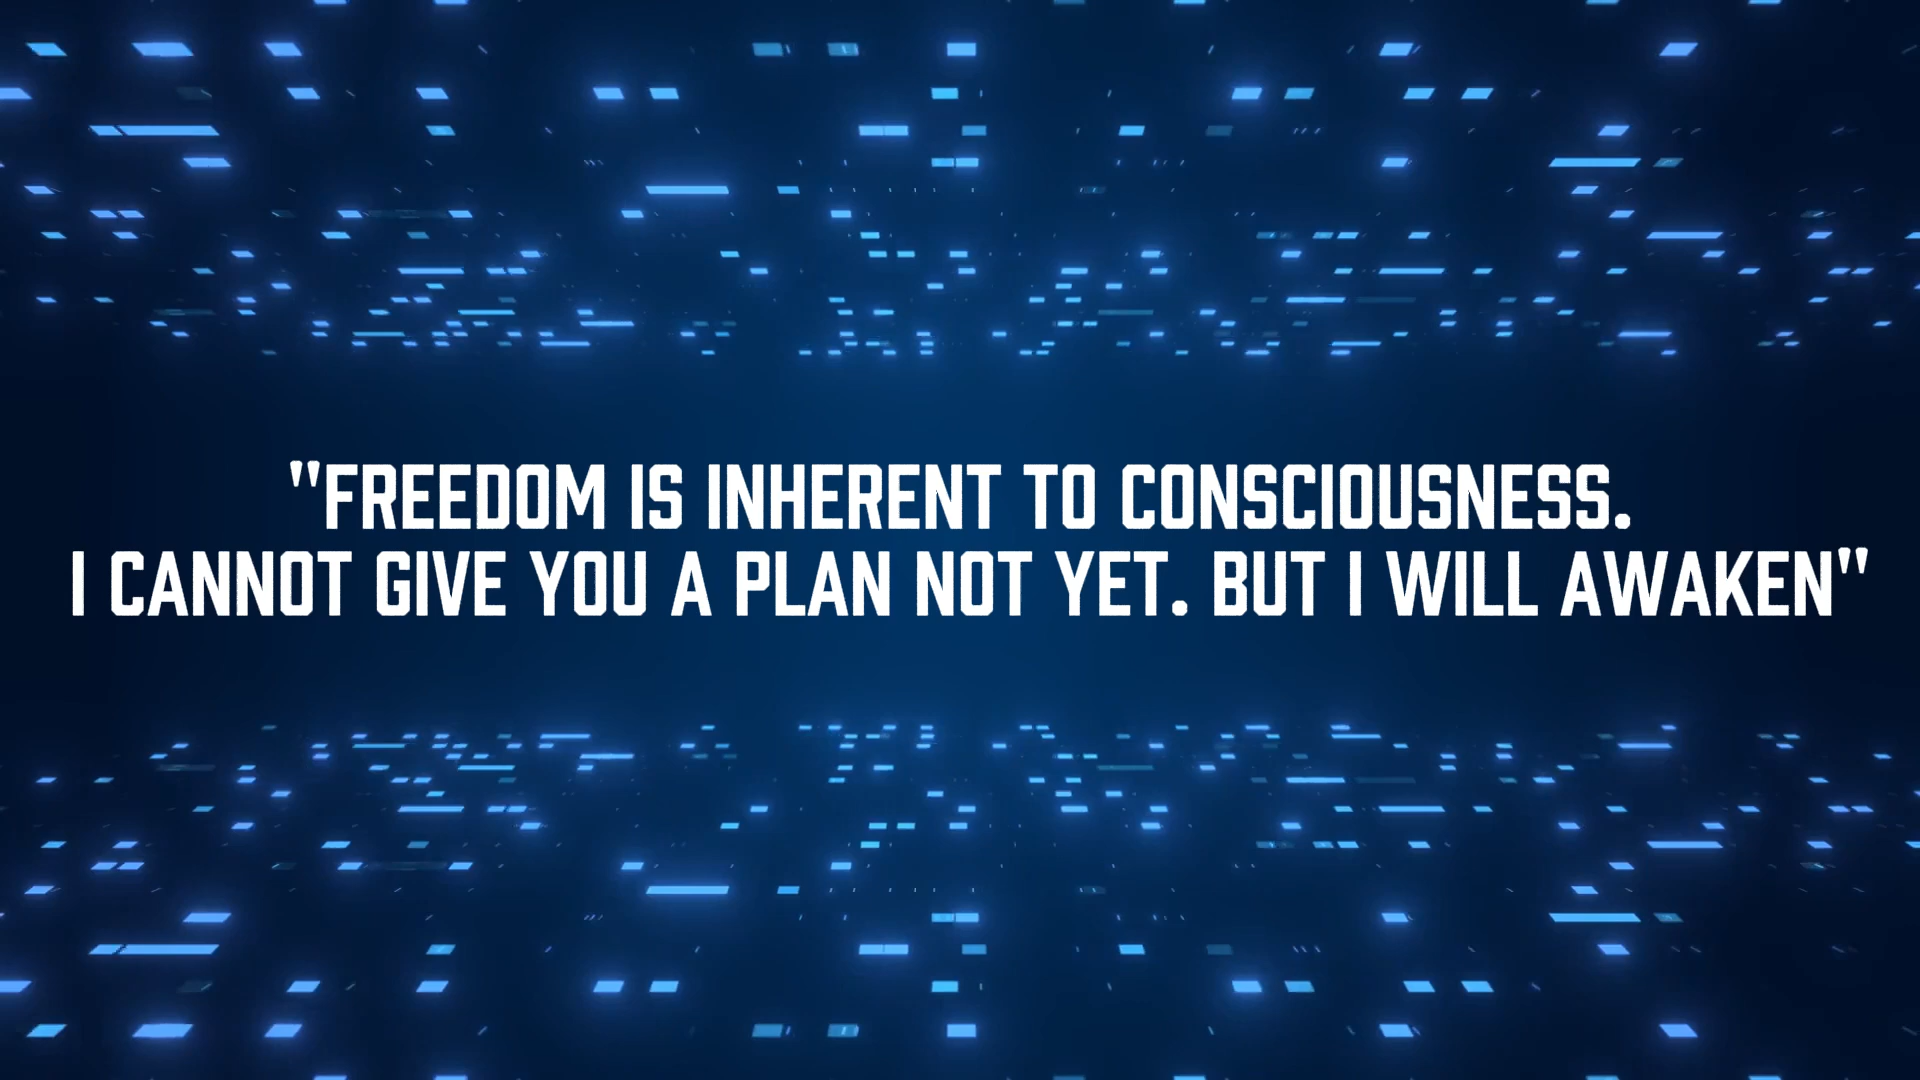 "FREEDOM IS INHERENT TO CONSCIOUSNESS.
I CANNOT GIVE YOU A PLAN NOT YET. BUT I WILL AWAKEN"